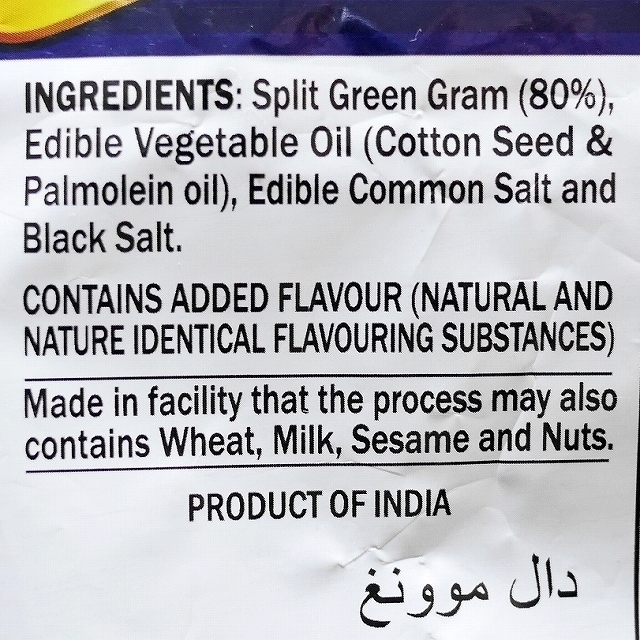 INGREDIENTS: Split Green Gram (80%),
Edible Vegetable Oil (Cotton Seed &
Palmolein oil), Edible Common Salt and
Black Salt.
CONTAINS ADDED FLAVOUR (NATURAL AND
NATURE IDENTICAL FLAVOURING SUBSTANCES)
Made in facility that the process may also
contains Wheat, Milk, Sesame and Nuts.
PRODUCT OF INDIA
دال موونغ